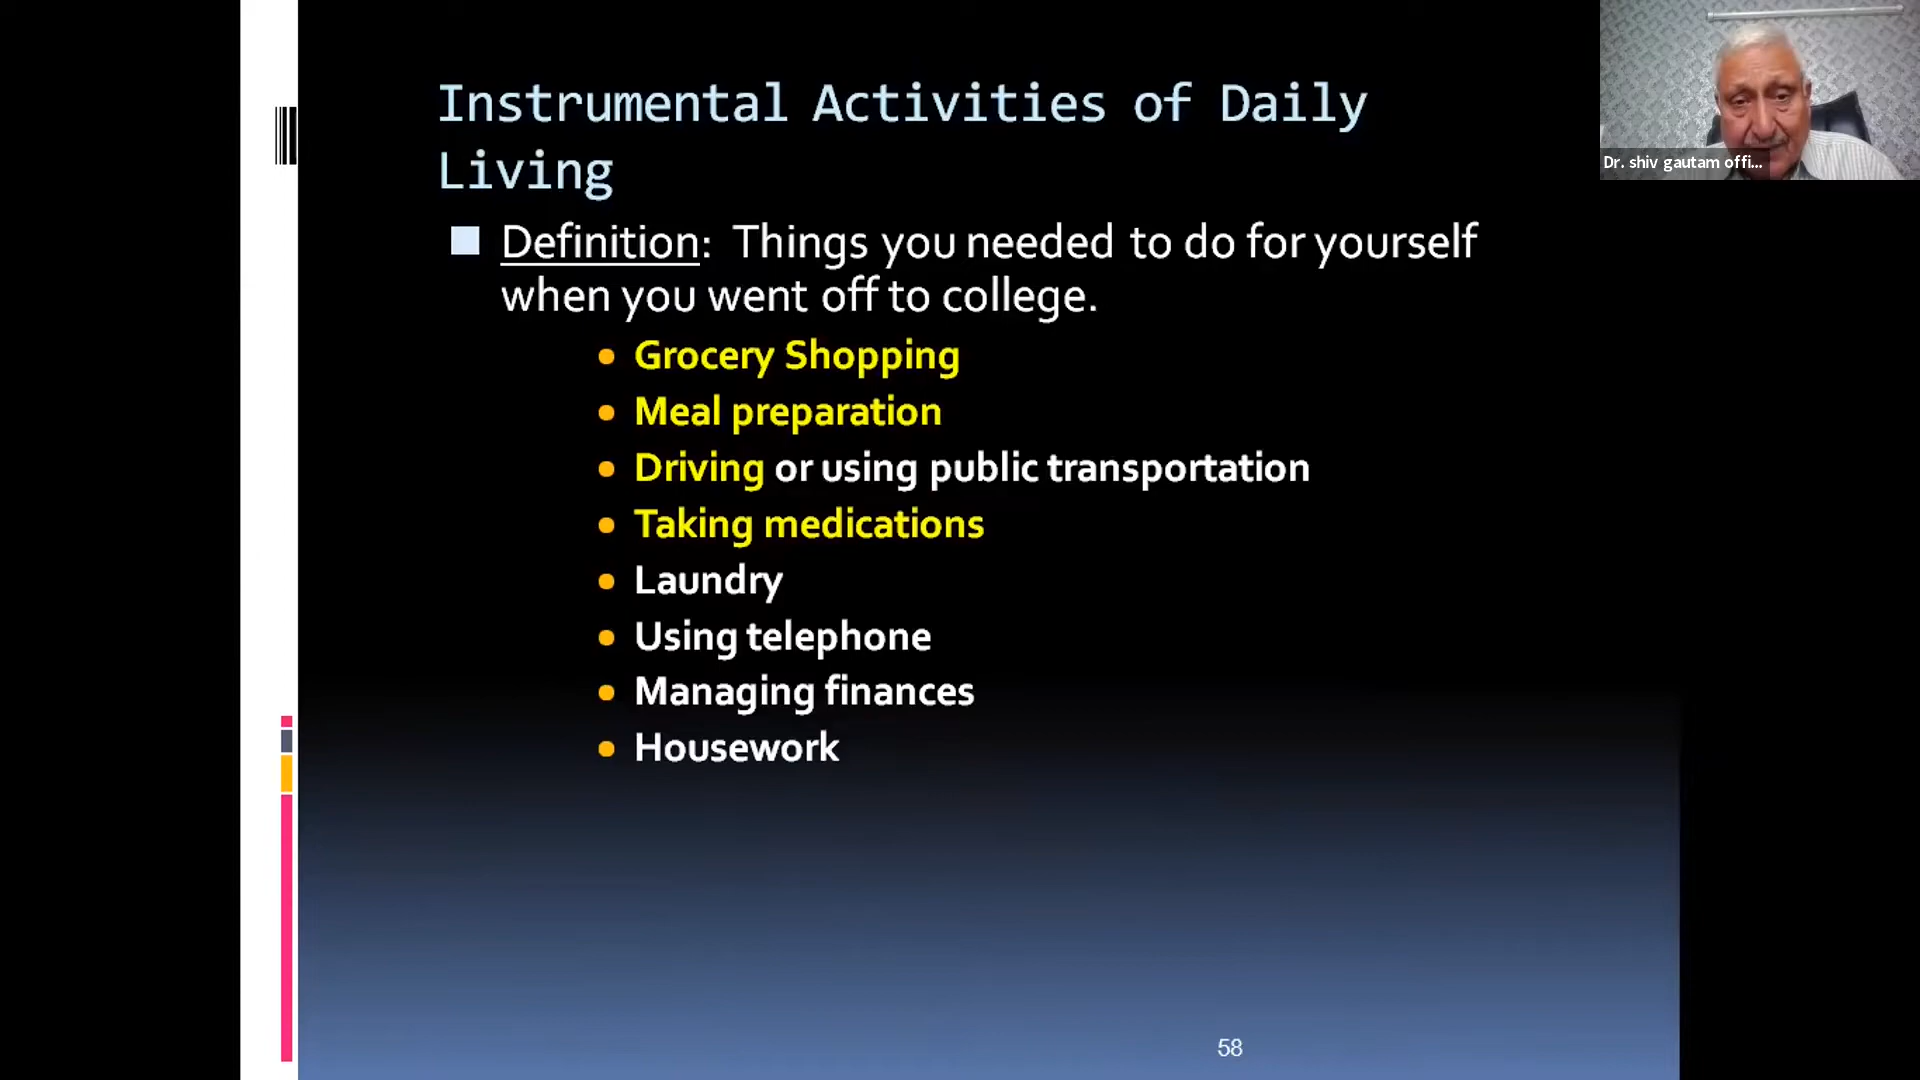 Instrumental Activities of Daily
Living
Definition: Things you needed to do for yourself
when you went off to college.
Grocery Shopping
Meal preparation
Driving or using public transportation
Taking medications
Laundry
Using telephone
Managing finances
Housework
58
Dr. shiv gautam offi...